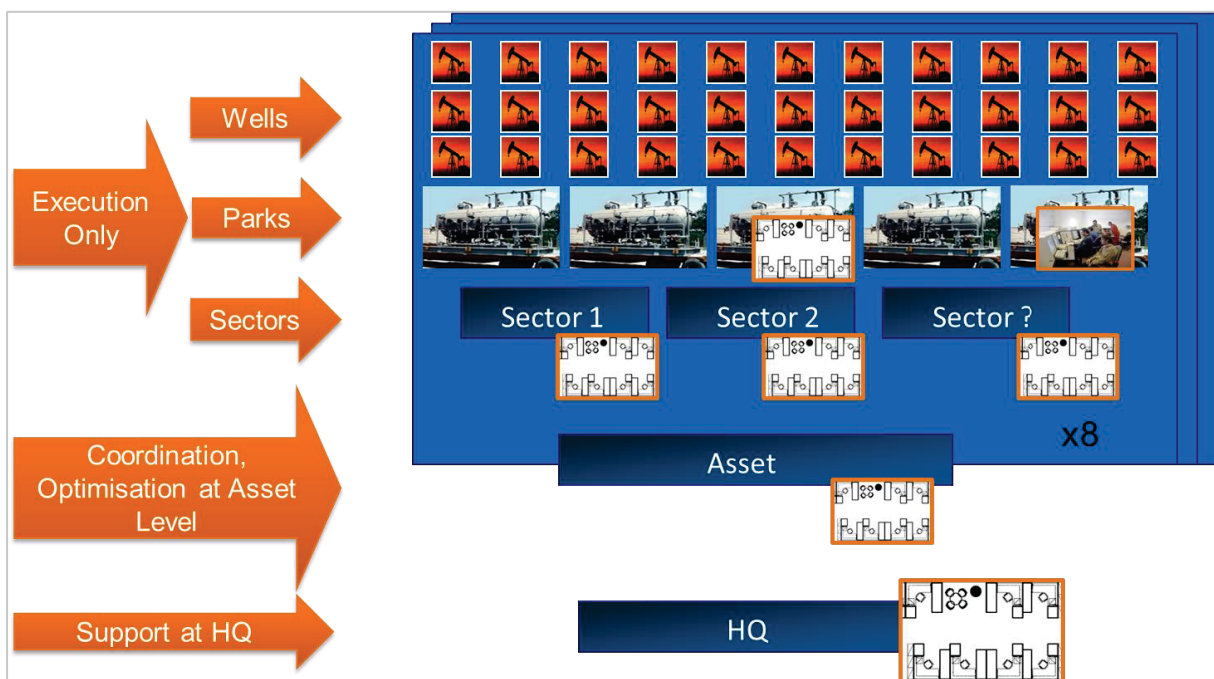 Wells
Execution
Only
Parks
Sectors
Sector 1
Sector 2
Sector ?
x8
Coordination,
Optimisation at Asset
Level
Asset
Support at HQ
HQ